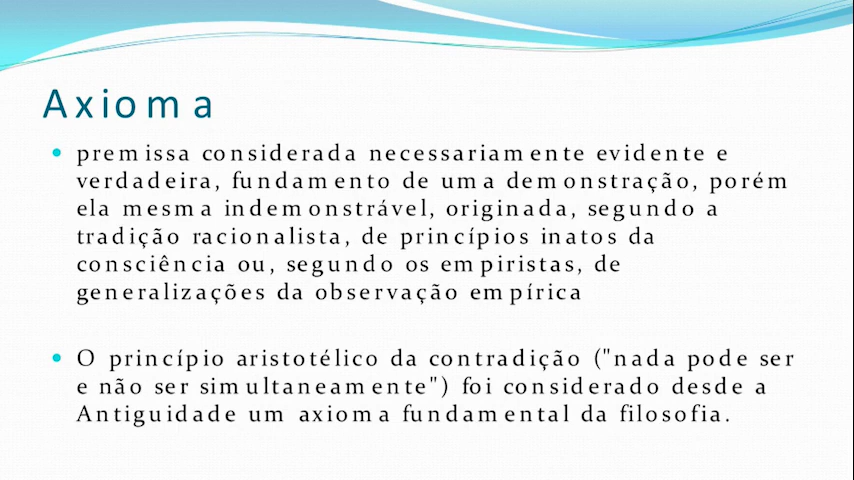 Axioma
• premissa considerada necessariamente evidente e
verdadeira, fundamento de uma demonstração, porém
ela mesma indemonstrável, originada, segundo a
tradição racionalista, de princípios inatos da
consciência ou, segundo os empiristas, de
generalizações da observação empírica
• O princípio aristotélico da contradição ("nada pode ser
e não ser simultaneamente") foi considerado desde a
Antiguidade um axioma fundamental da filosofia.